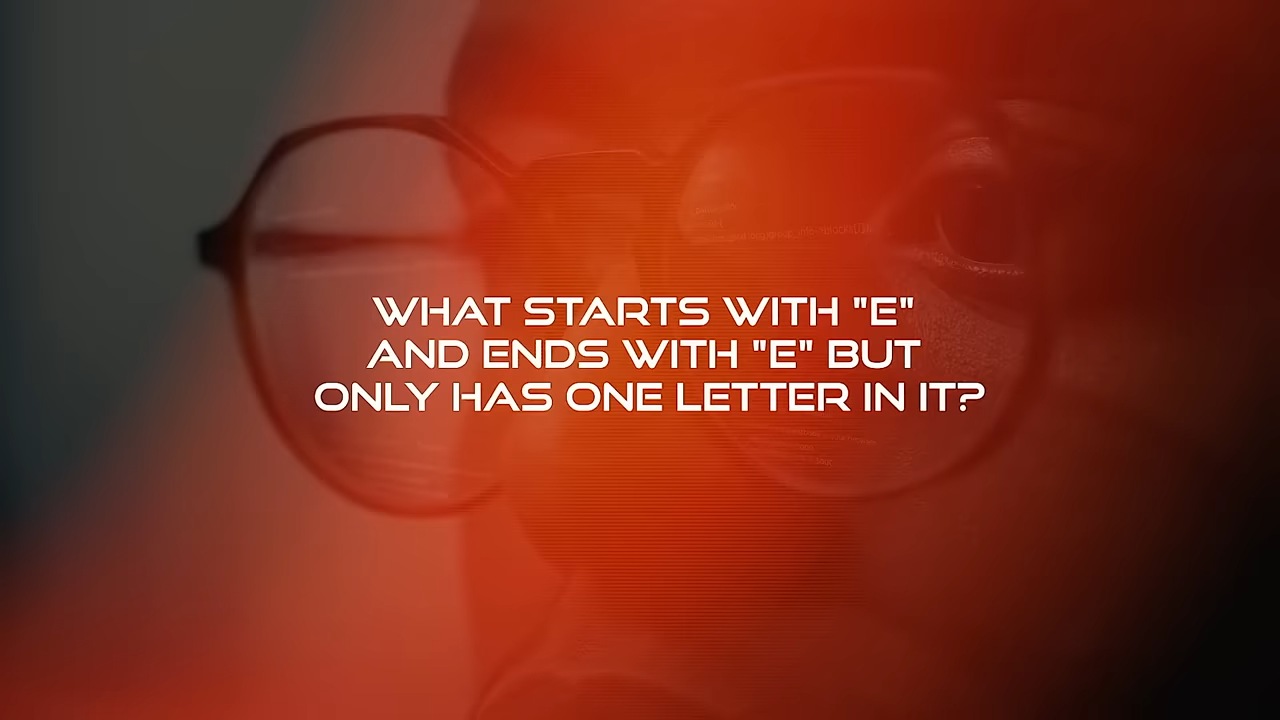 WHAT STARTS WITH "E"
AND ENDS WITH "E" BUT
ONLY HAS ONE LETTER IN IT?